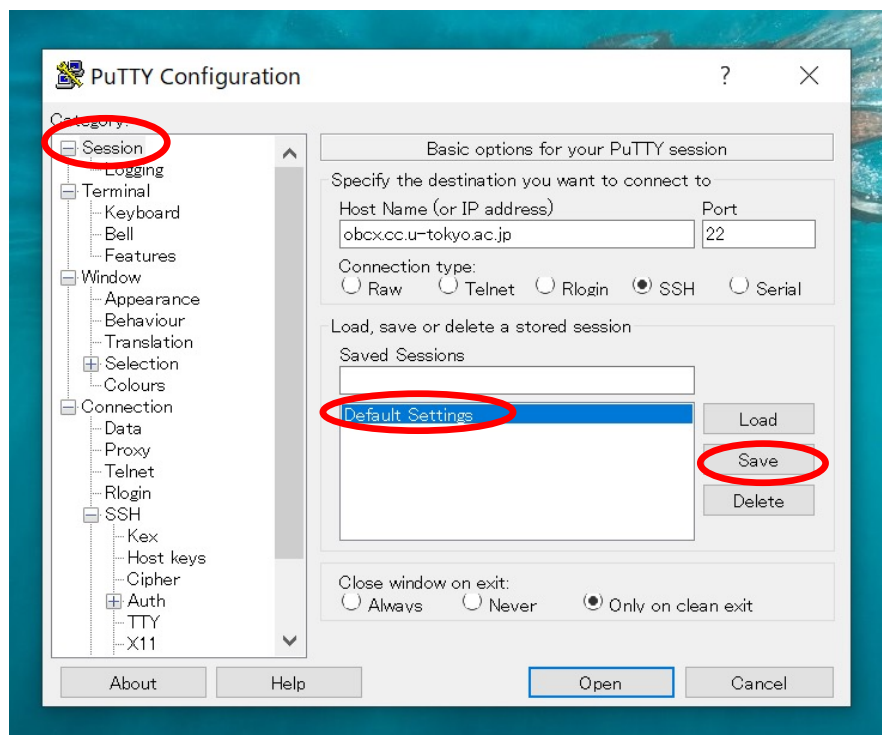 PuTTY Configuration
?
Category:
Session
Logging
Terminal
Keyboard
Bell
Features
Window
Appearance
Behaviour
Translation
Selection
Colours
Connection
Data
Proxy
Telnet
Rlogin
SSH
Kex
Host keys
Cipher
Auth
TTY
X11
Basic options for your PuTTY session
Specify the destination you want to connect to
Host Name (or IP address) Port
obcx.cc.u-tokyo.ac.jp 22
Connection type:
Raw Telnet Rlogin SSH Serial
Load, save or delete a stored session
Saved Sessions
Default Settings
Load
Save
Delete
Close window on exit:
Always Never Only on clean exit
About Help Open Cancel